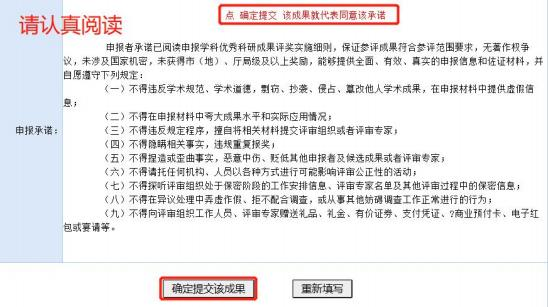 请认真阅读
点 确定提交 该成果就代表同意该承诺
申报者承诺已阅读申报学科优秀科研成果评奖实施细则，保证参评成果符合参评范围要求，无著作权争
议，未涉及国家机密，未获得市（地）、厅局级及以上奖励，能够提供全面、有效、真实的申报信息和佐证材料，并
自愿遵守下列规定：
（一）不得违反学术规范、学术道德，剽窃、抄袭、侵占、篡改他人学术成果，在申报材料中提供虚假信
息；
（二）不得在申报材料中夸大成果水平和实际应用情况；
（三）不得违反规定程序，擅自将相关材料提交评审组织或者评审专家；
申报承诺：
（四）不得隐瞒相关事实，违规重复报奖；
（五）不得捏造或歪曲事实，恶意中伤、贬低其他申报者及候选成果或者评审专家；
（六）不得请托任何机构、人员以各种方式进行可能影响评审公正性的活动；
（七）不得探听评审组织处于保密阶段的工作安排信息、评审专家名单及其他评审过程中的保密信息；
（八）不得在异议处理中弄虚作假、拒不配合调查，或从事其他妨碍调查工作正常进行的行为；
（九）不得向评审组织工作人员、评审专家赠送礼品、礼金、有价证券、支付凭证、?商业预付卡、电子红
包或宴请等。
确定提交该成果
重新填写